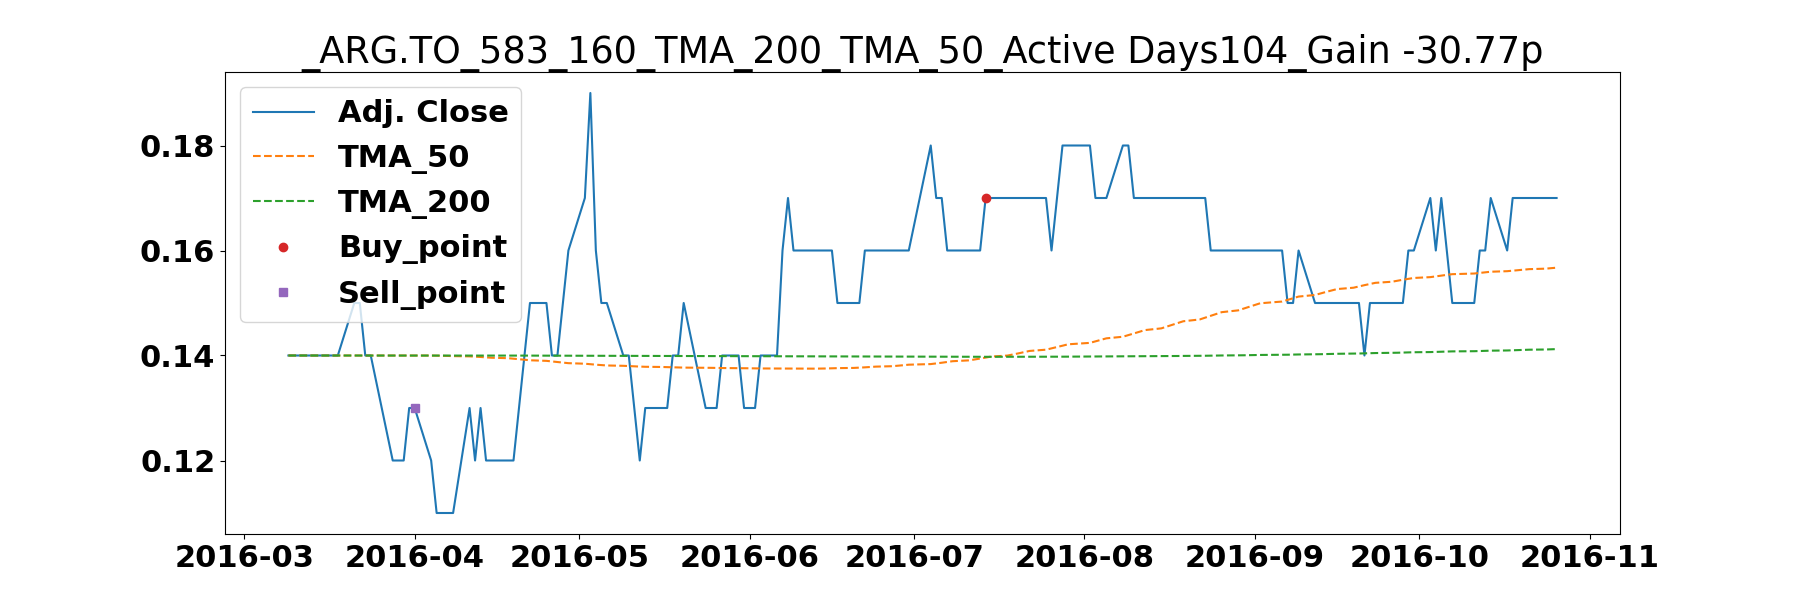 _ARG.TO_583_160_TMA_200_TMA_50_Active Days104_Gain -30.77p
Adj. Close
TMA_50
TMA_200
Buy_point
Sell_point
0.18
0.16
0.14
0.12
2016-03 2016-04 2016-05 2016-06 2016-07 2016-08 2016-09 2016-10 2016-11